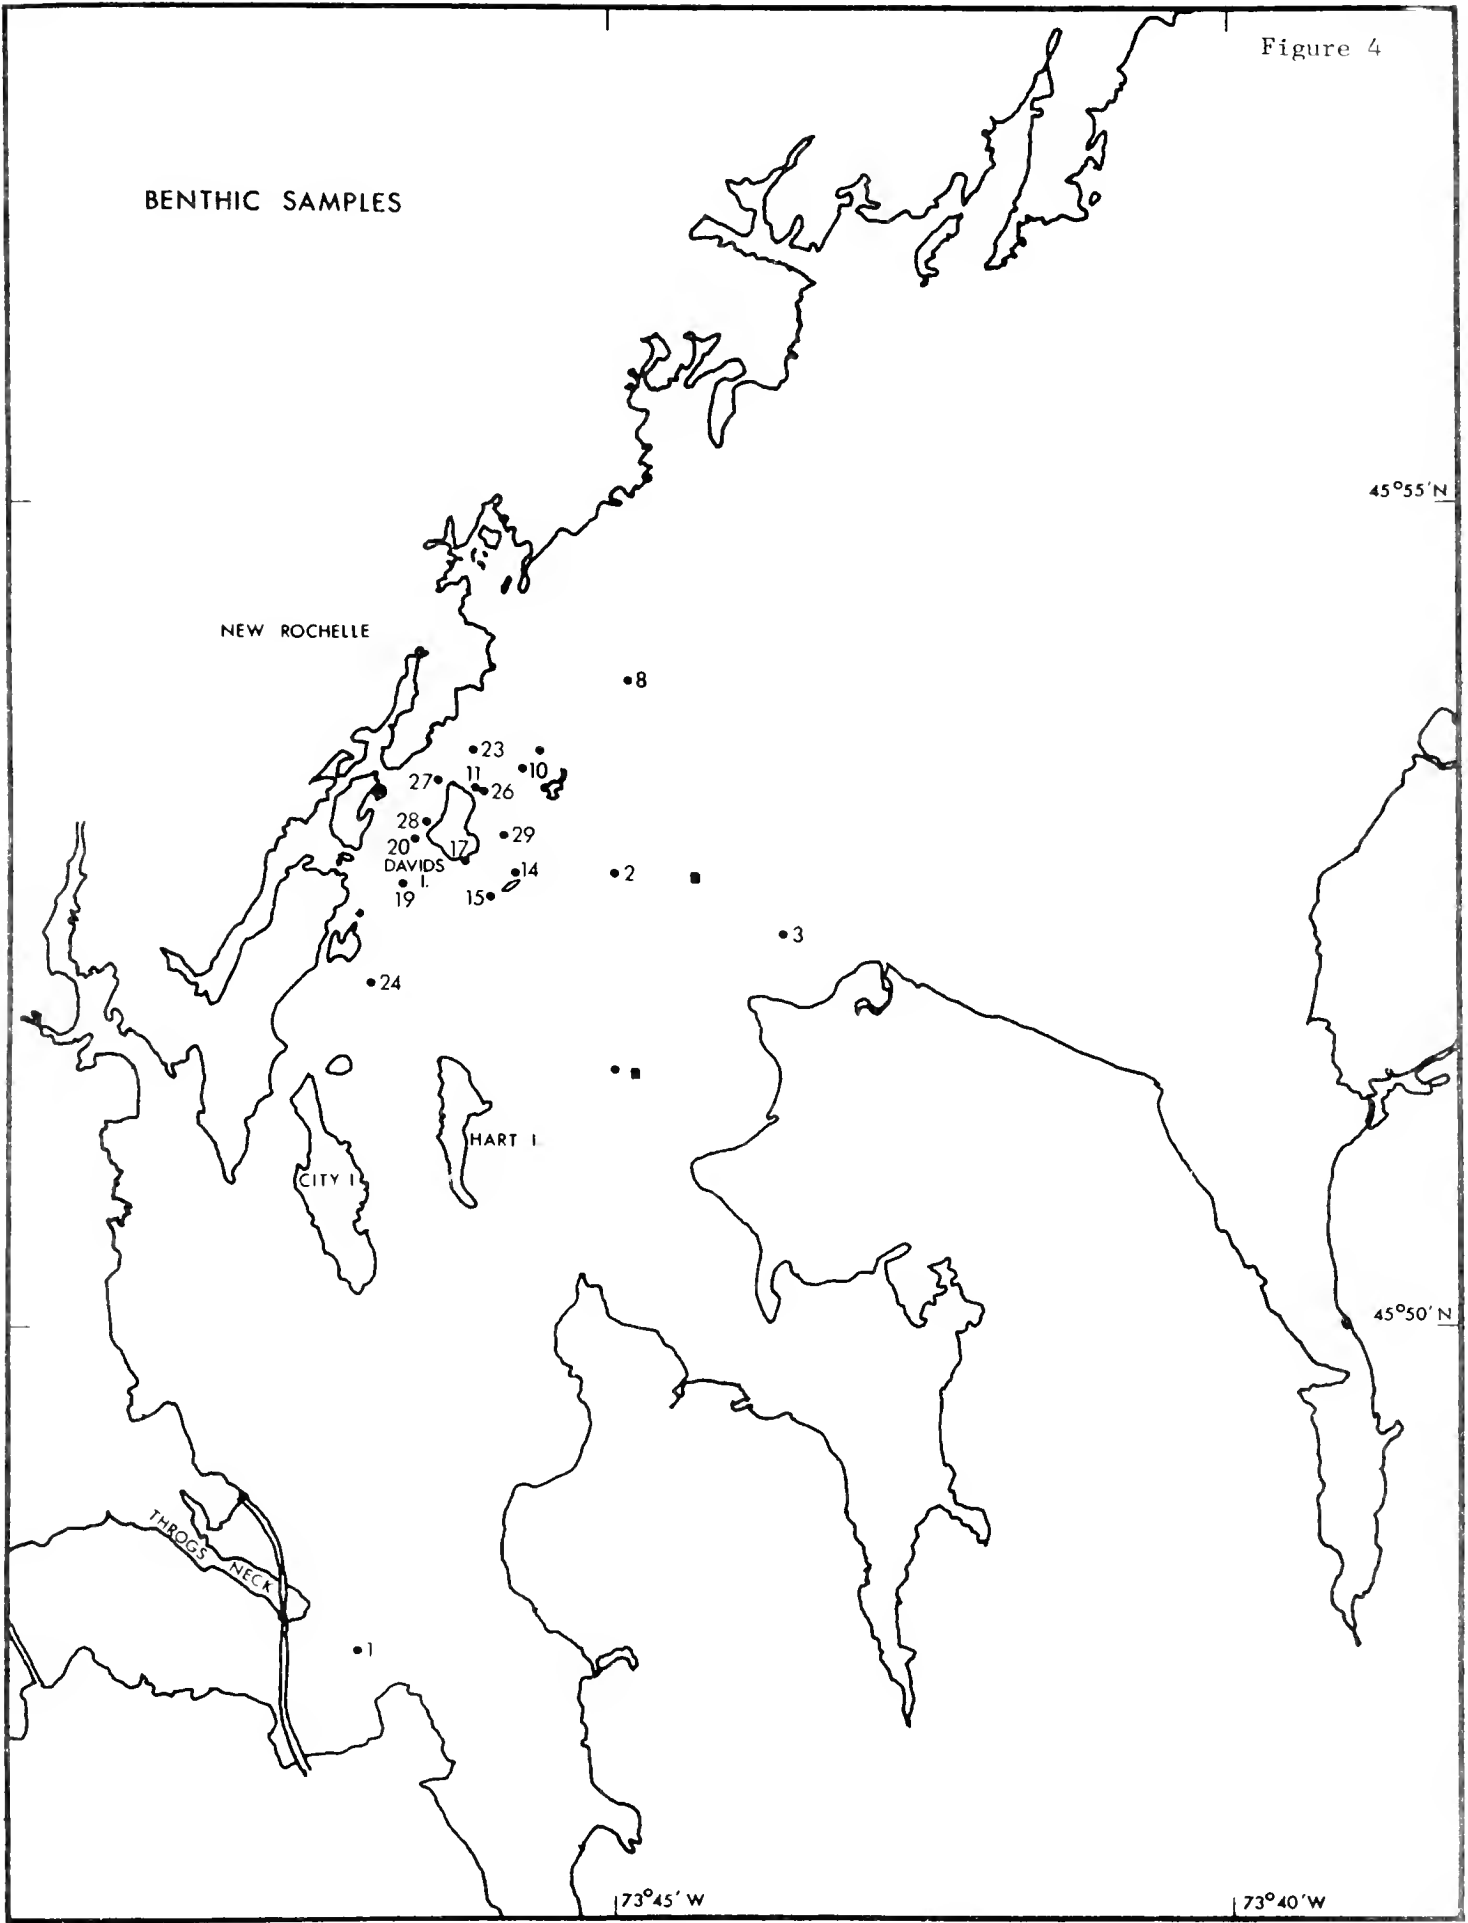 Figure 4
BENTHIC SAMPLES
45°55'N
NEW ROCHELLE
8
23
10
11
27
26
28
29
20
17
DAVIDS
I.
14
2
19
15
3
24
HART I.
CITY I.
45°50'N
THROGS NECK
1
73°45'W
73°40'W